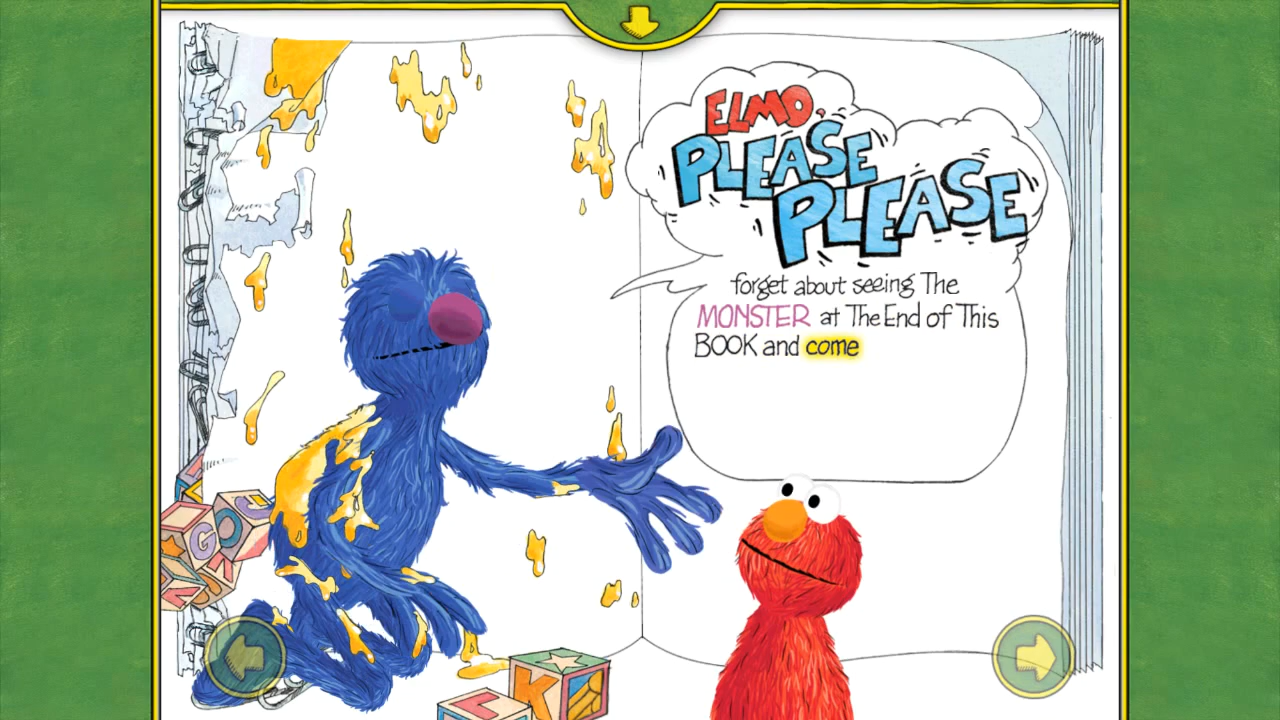 ELMO,
PLEASE
PLEASE
forget about seeing The
MONSTER at The End of This
BOOK and come
G
K